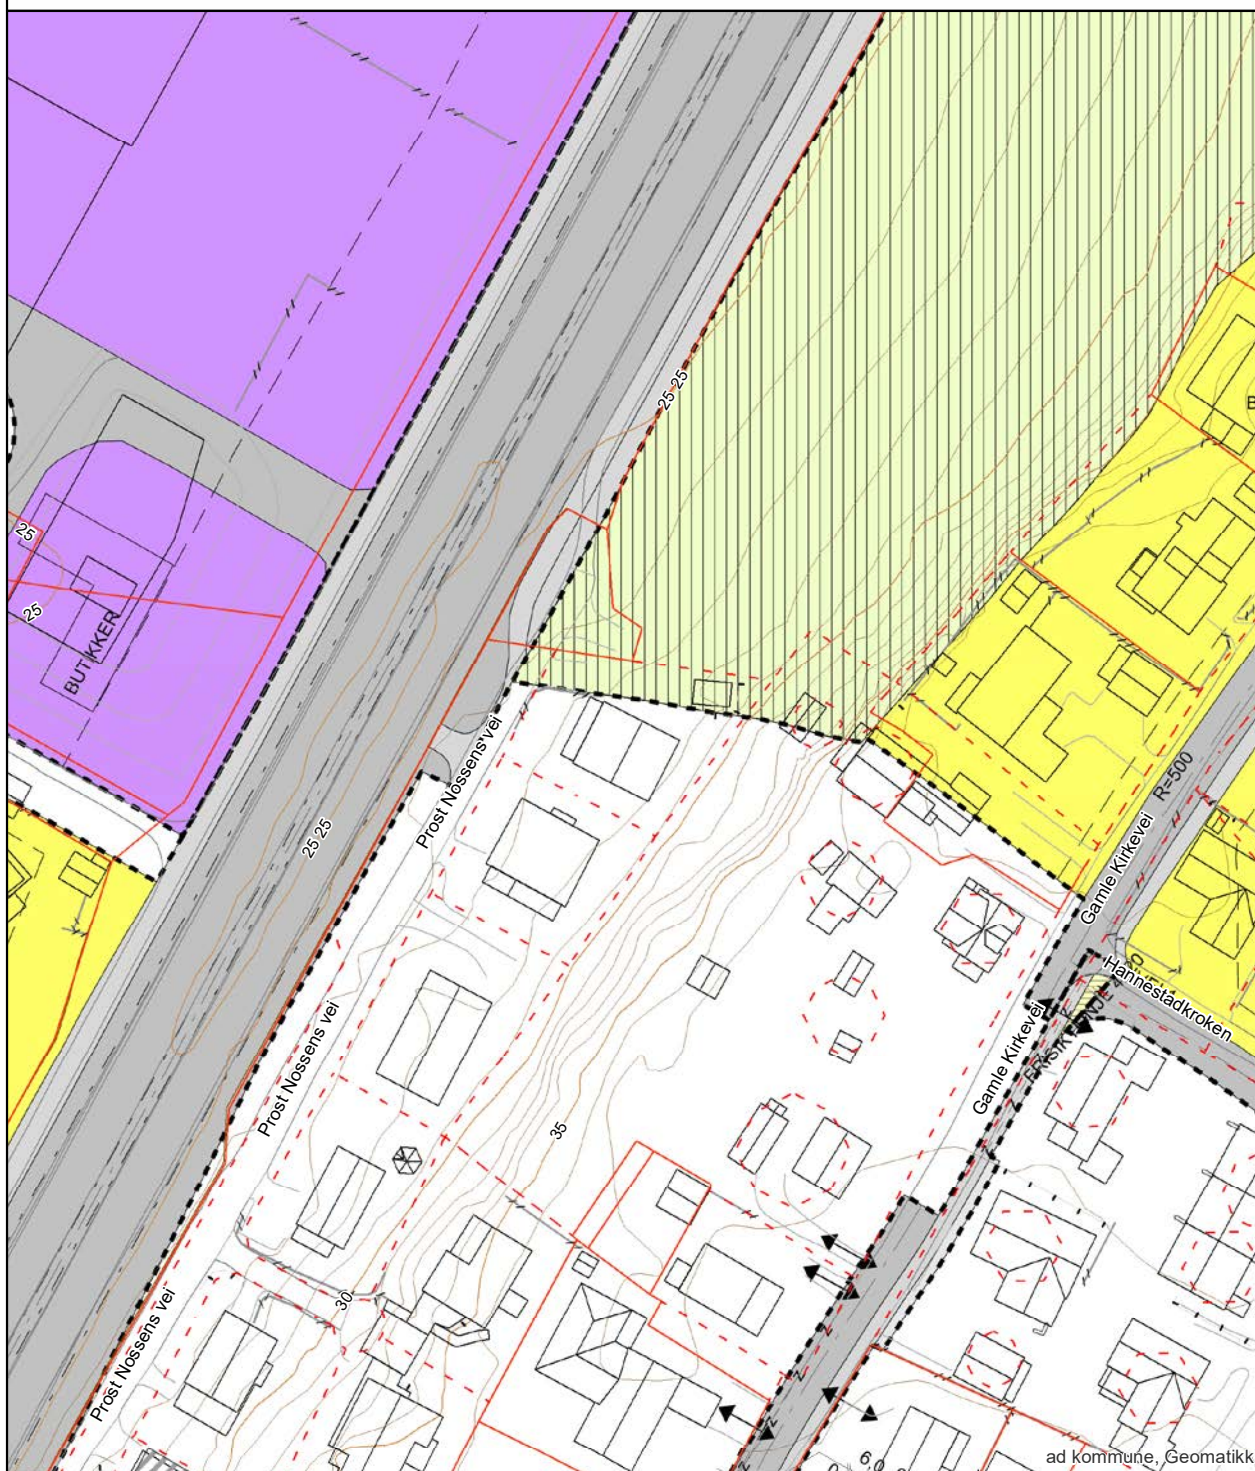 25 25
25
25
BUTIKKER
R=500
Prost Nossens vei
25 25
Gamle Kirkevei
Hannestadkroken
Prost Nossens vei
Gamle Kirkevei
35
30
Prost Nossens vei
ad kommune, Geomatikk